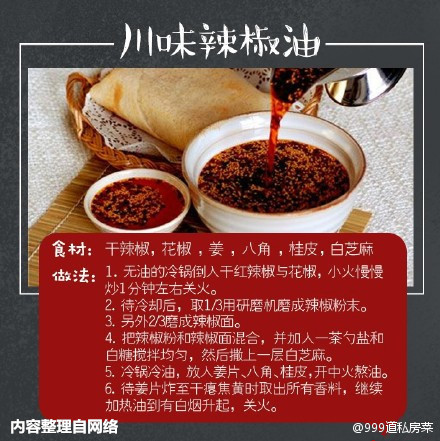 川味辣椒油
食材：干辣椒，花椒，姜，八角，桂皮，白芝麻
做法：1. 无油的冷锅倒入干红辣椒与花椒，小火慢慢
炒1分钟左右关火。
2. 待冷却后，取1/3用研磨机磨成辣椒粉末。
3. 另外2/3磨成辣椒面。
4. 把辣椒粉和辣椒面混合，并加入一茶勺盐和
白糖搅拌均匀，然后撒上一层白芝麻。
5. 冷锅冷油，放入姜片、八角、桂皮，开中火熬油。
6. 待姜片炸至干瘪焦黄时取出所有香料，继续
加热油到有白烟升起，关火。
内容整理自网络
@999道私房菜